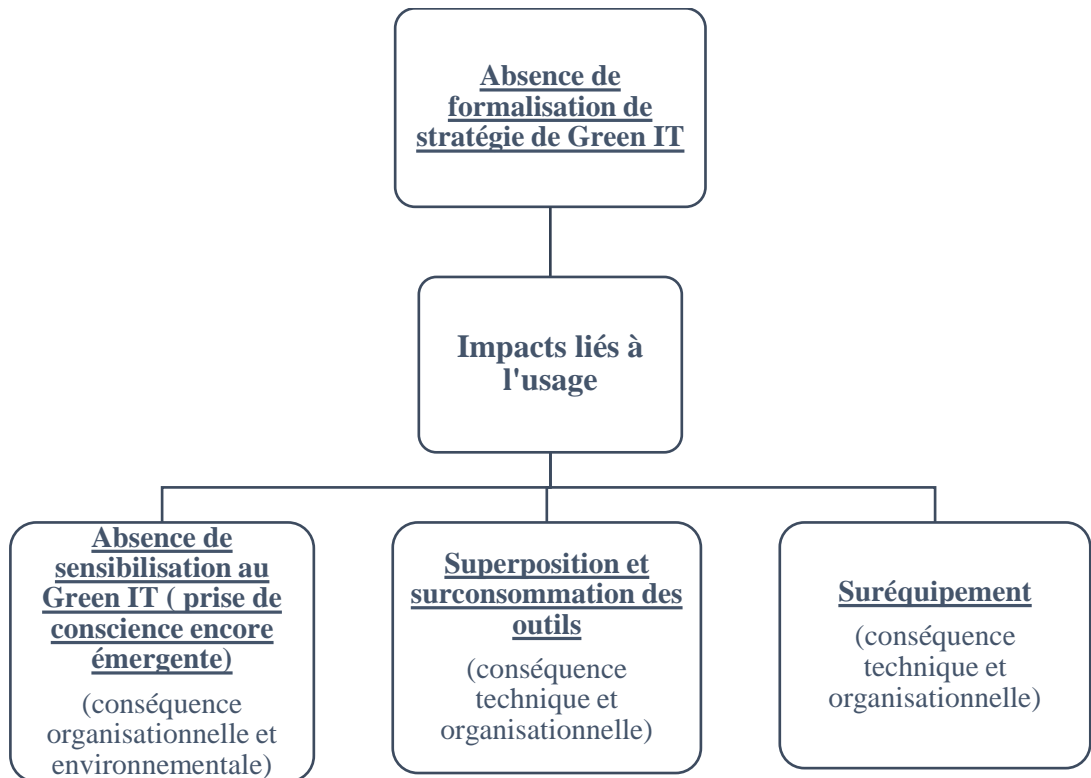 Absence de
formalisation de
stratégie de Green IT
Impacts liés à
l'usage
Absence de
sensibilisation au
Green IT ( prise de
conscience encore
émergente)
(conséquence
organisationnelle et
environnementale)
Superposition et
surconsommation des
outils
(conséquence
technique et
organisationnelle)
Suréquipement
(conséquence
technique et
organisationnelle)